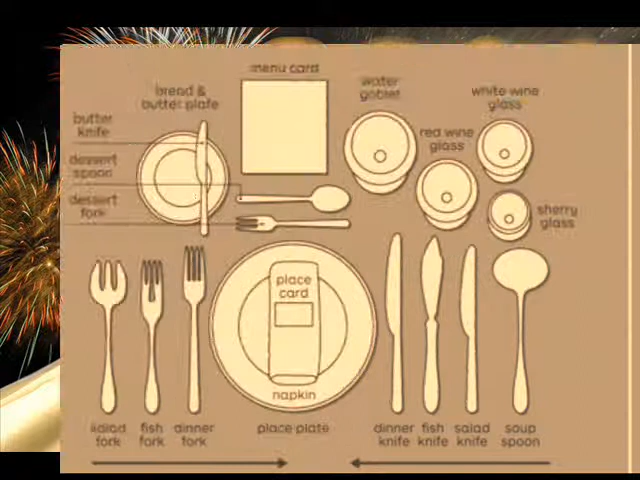 menu card
bread &
butter plate
water
goblet
white wine
glass
butter
knife
red wine
glass
dessert
spoon
dessert
fork
sherry
glass
place
card
napkin
salad
fork
fish
fork
dinner
fork
place plate
dinner
knife
fish
knife
salad
knife
soup
spoon